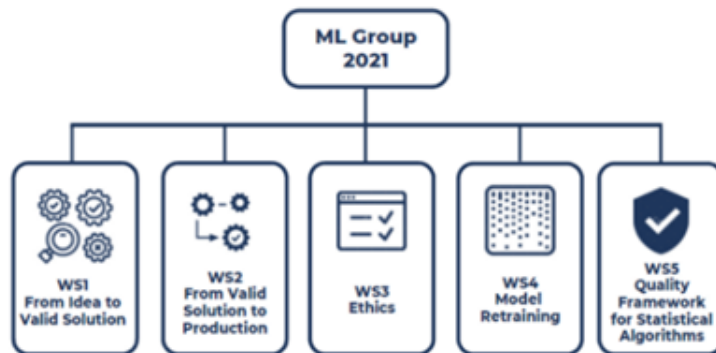 ML Group
2021
WS1
From Idea to
Valid Solution
WS2
From Valid
Solution to
Production
WS3
Ethics
WS4
Model
Retraining
WS5
Quality
Framework
for Statistical
Algorithms